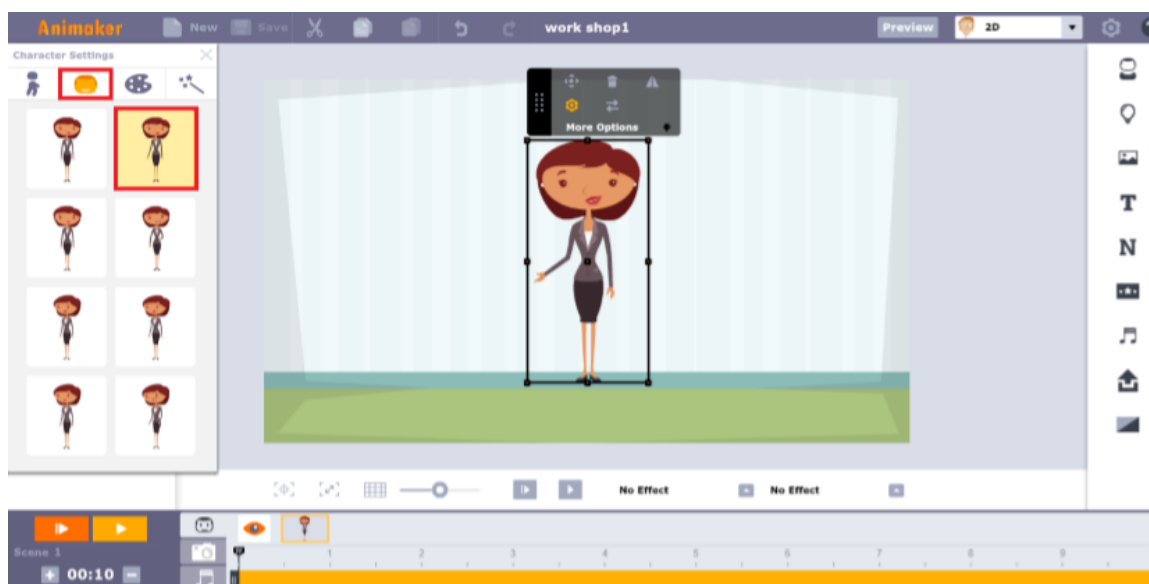 Animaker New Save work shop1 Preview 2D
Character Settings
More Options
T
N
No Effect No Effect
Scene 1
1 2 3 4 5 6 7 8 9
00:10